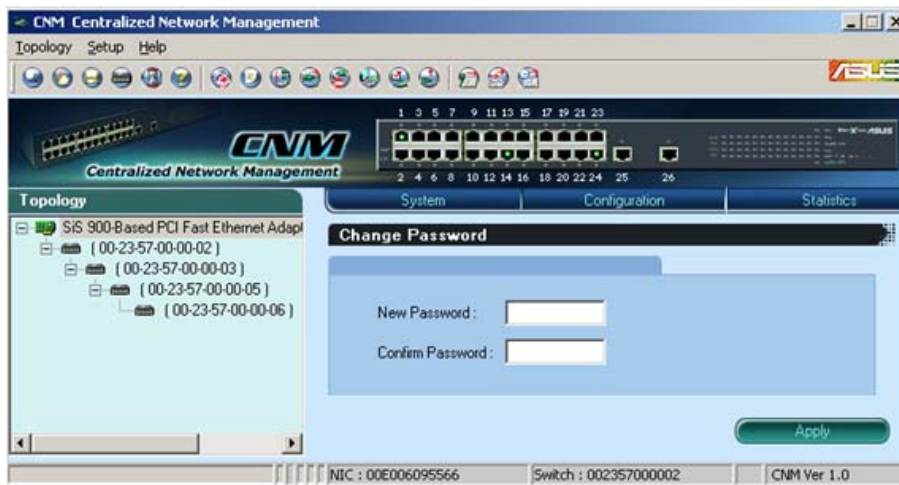 CNM Centralized Network Management
Topology Setup Help
ASUS
CNM
Centralized Network Management
1 3 5 7 9 11 13 15 17 19 21 23
2 4 6 8 10 12 14 16 18 20 22 24 25 26
Topology
System Configuration Statistics
SiS 900-Based PCI Fast Ethernet Adapt
( 00-23-57-00-00-02 )
( 00-23-57-00-00-03 )
( 00-23-57-00-00-05 )
( 00-23-57-00-00-06 )
Change Password
New Password :
Confirm Password :
Apply
NIC : 00E006095566 Switch : 002357000002 CNM Ver 1.0